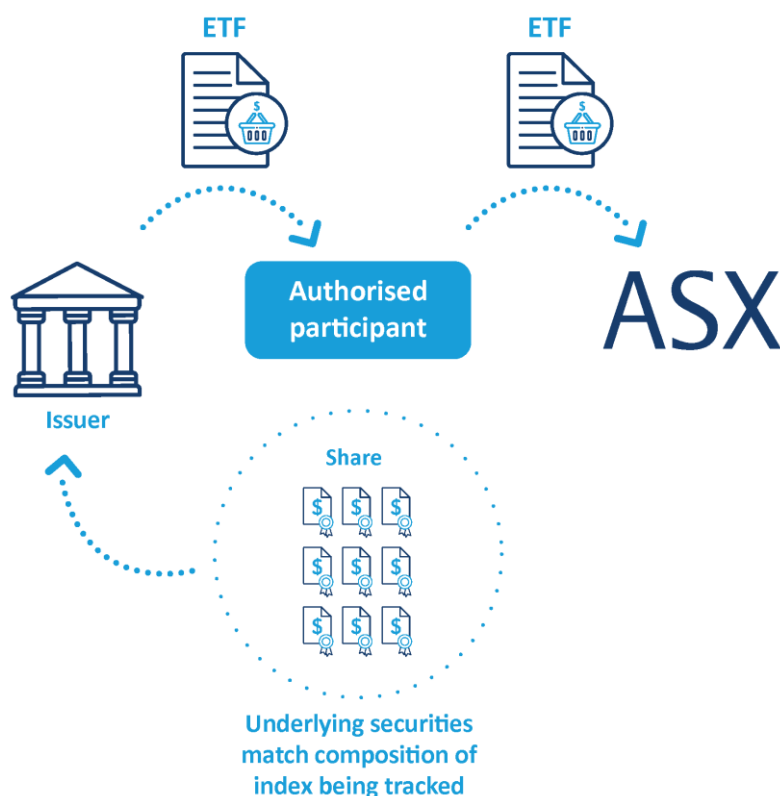 ETF
ETF
Authorised
participant
ASX
Issuer
Share
$ $ $
$ $ $
$ $ $
Underlying securities
match composition of
index being tracked